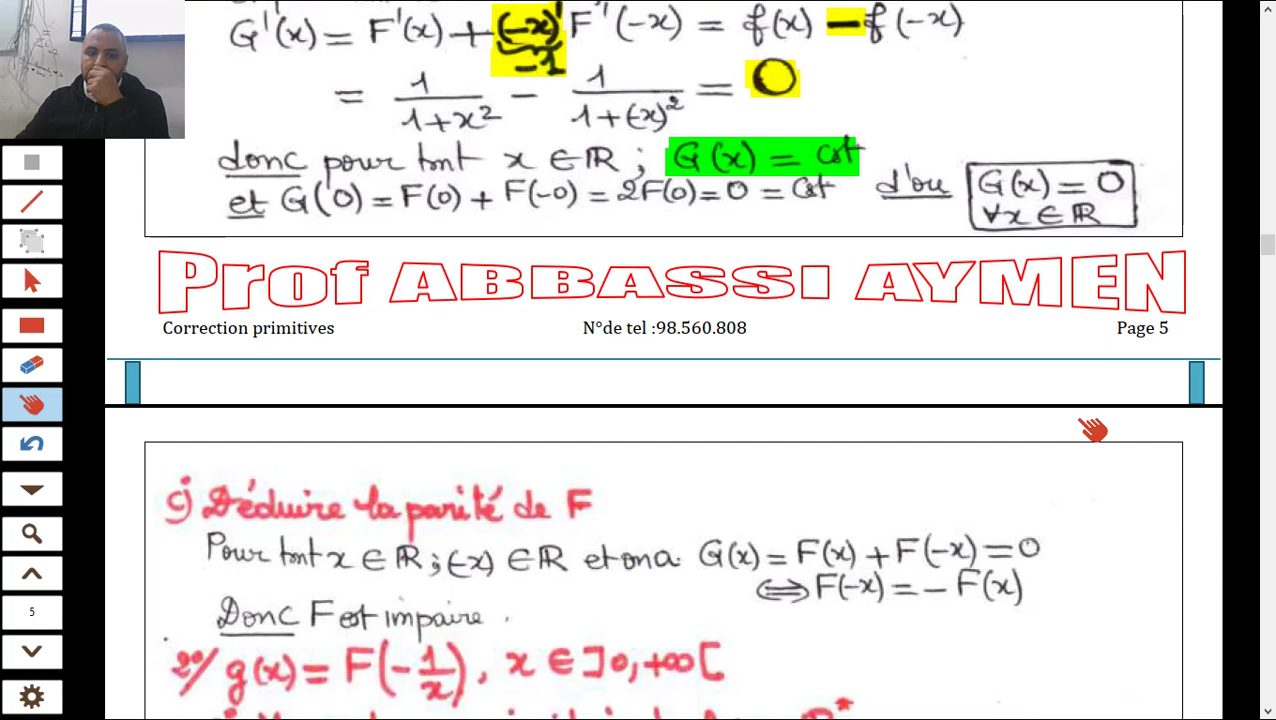 G'(x) = F'(x) + (-x)' F'(-x) = f(x) - f(-x)
-1
= 1/(1+x²) - 1/(1+(-x)²) = 0
donc pour tout x ∈ ℝ ; G(x) = Cst
et G(0) = F(0) + F(-0) = 2F(0) = 0 = Cst d'ou G(x) = 0
∀x ∈ ℝ
Prof ABBASSI AYMEN
Correction primitives N°de tel :98.560.808 Page 5
c) Déduire la parité de F
Pour tout x ∈ ℝ ; (-x) ∈ ℝ et on a G(x) = F(x) + F(-x) = 0
⟺ F(-x) = - F(x)
Donc F est impaire.
2°/ g(x) = F(-1/x), x ∈ ]0, +∞[
5